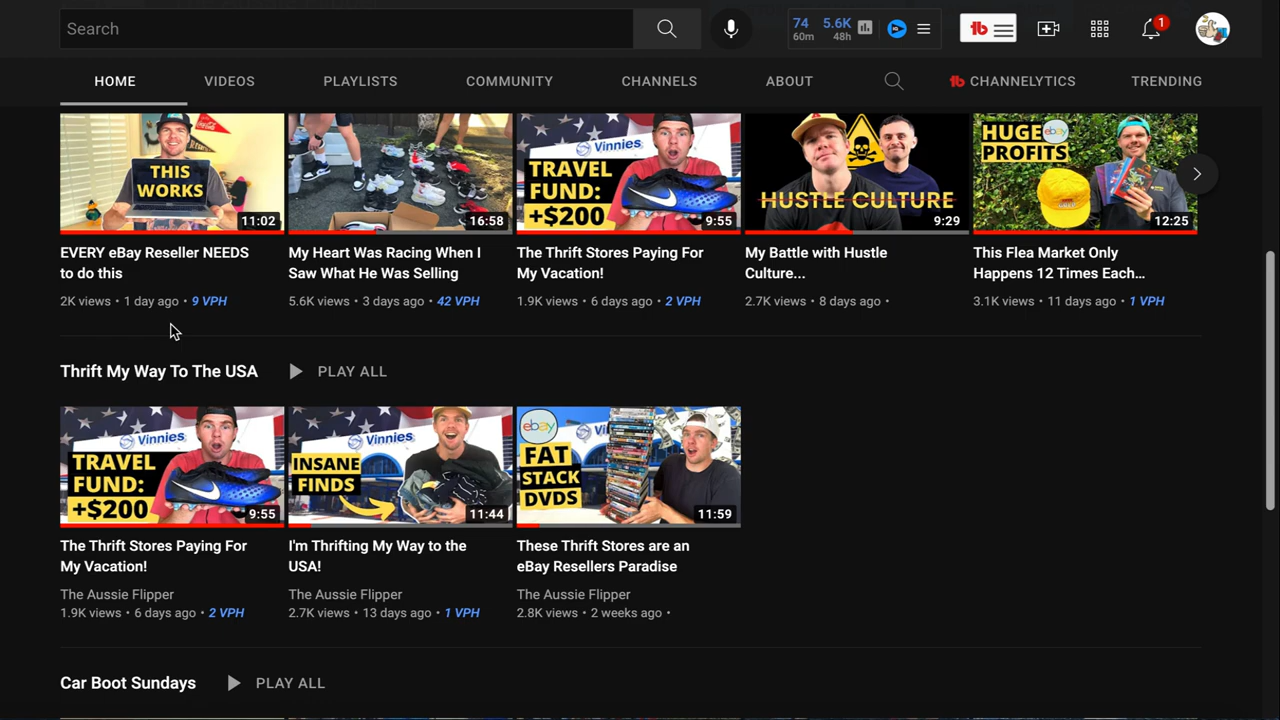 Search
74
60m
5.6K
48h
1
HOME
VIDEOS
PLAYLISTS
COMMUNITY
CHANNELS
ABOUT
CHANNELYTICS
TRENDING
THIS
WORKS
11:02
16:58
Vinnies
TRAVEL
FUND:
+$200
9:55
HUSTLE CULTURE
9:29
HUGE
PROFITS
ebay
12:25
EVERY eBay Reseller NEEDS
to do this
2K views • 1 day ago • 9 VPH
My Heart Was Racing When I
Saw What He Was Selling
5.6K views • 3 days ago • 42 VPH
The Thrift Stores Paying For
My Vacation!
1.9K views • 6 days ago • 2 VPH
My Battle with Hustle
Culture...
2.7K views • 8 days ago •
This Flea Market Only
Happens 12 Times Each...
3.1K views • 11 days ago • 1 VPH
Thrift My Way To The USA
PLAY ALL
Vinnies
TRAVEL
FUND:
+$200
9:55
Vinnies
INSANE
FINDS
11:44
ebay
FAT
STACK
DVDS
11:59
The Thrift Stores Paying For
My Vacation!
The Aussie Flipper
1.9K views • 6 days ago • 2 VPH
I'm Thrifting My Way to the
USA!
The Aussie Flipper
2.7K views • 13 days ago • 1 VPH
These Thrift Stores are an
eBay Resellers Paradise
The Aussie Flipper
2.8K views • 2 weeks ago •
Car Boot Sundays
PLAY ALL